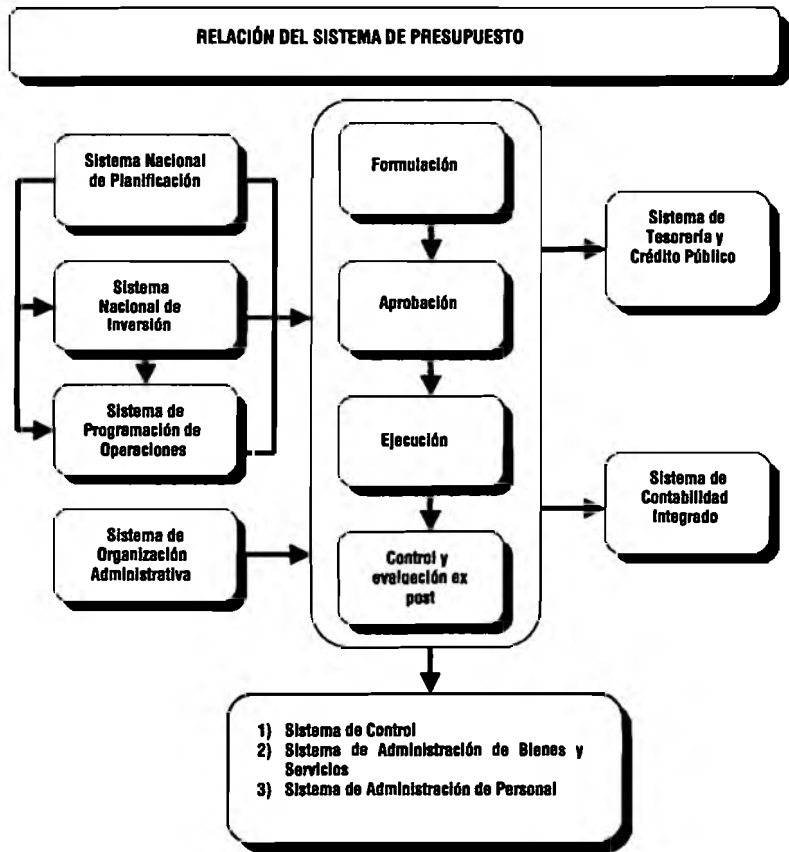 RELACIÓN DEL SISTEMA DE PRESUPUESTO
Sistema Nacional
de Planificación
Sistema
Nacional de
Inversión
Sistema de
Programación de
Operaciones
Sistema de
Organización
Administrativa
Formulación
Aprobación
Ejecución
Control y
evaluación ex
post
Sistema de
Tesorería y
Crédito Público
Sistema de
Contabilidad
Integrado
1) Sistema de Control
2) Sistema de Administración de Bienes y
Servicios
3) Sistema de Administración de Personal